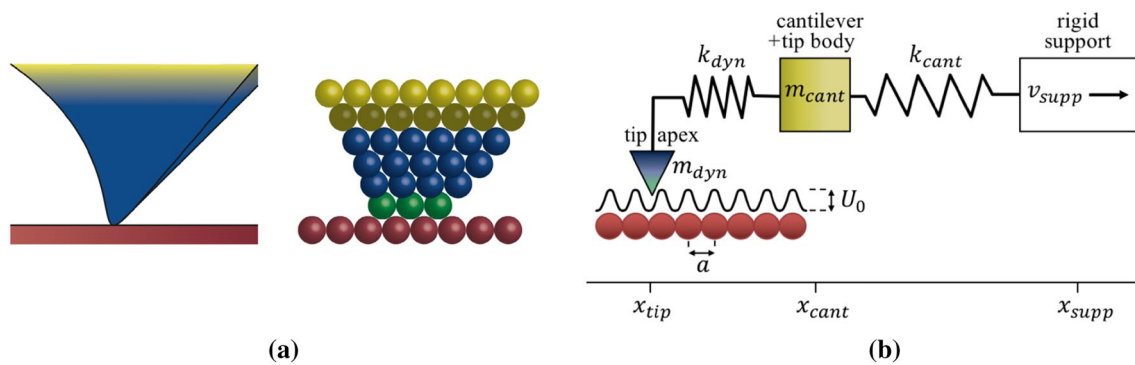 cantilever
+tip body
rigid
support
k_dyn
k_cant
m_cant
v_supp
tip apex
m_dyn
U_0
a
x_tip
x_cant
x_supp
(a)
(b)